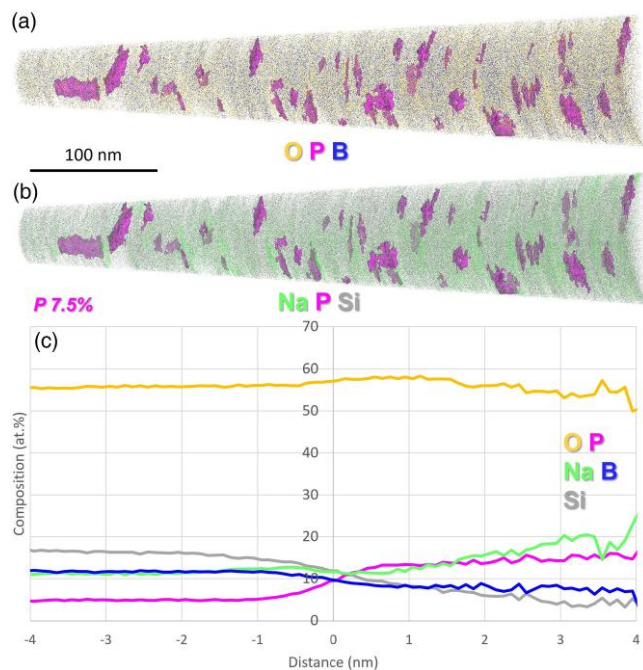 (a)
O P B
100 nm
(b)
P 7.5%
Na P Si
(c)
70
60
50
40
30
20
10
0
Composition (at.%)
O P
Na B
Si
-4 -3 -2 -1 0 1 2 3 4
Distance (nm)